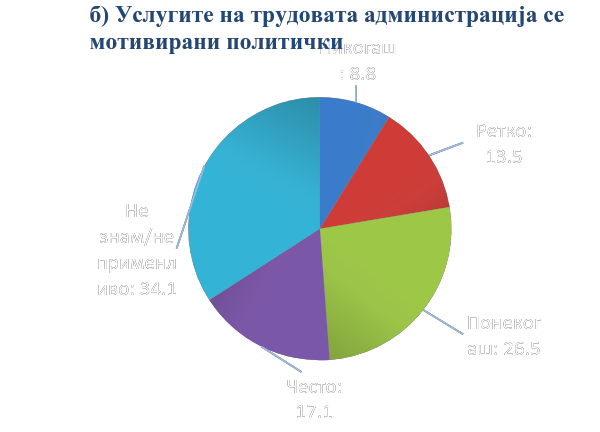 б) Услугите на трудовата администрација се
мотивирани политички
Никогаш
: 8.8
Ретко:
13.5
Не
знам/не
применл
иво: 34.1
Понеког
аш: 26.5
Често:
17.1